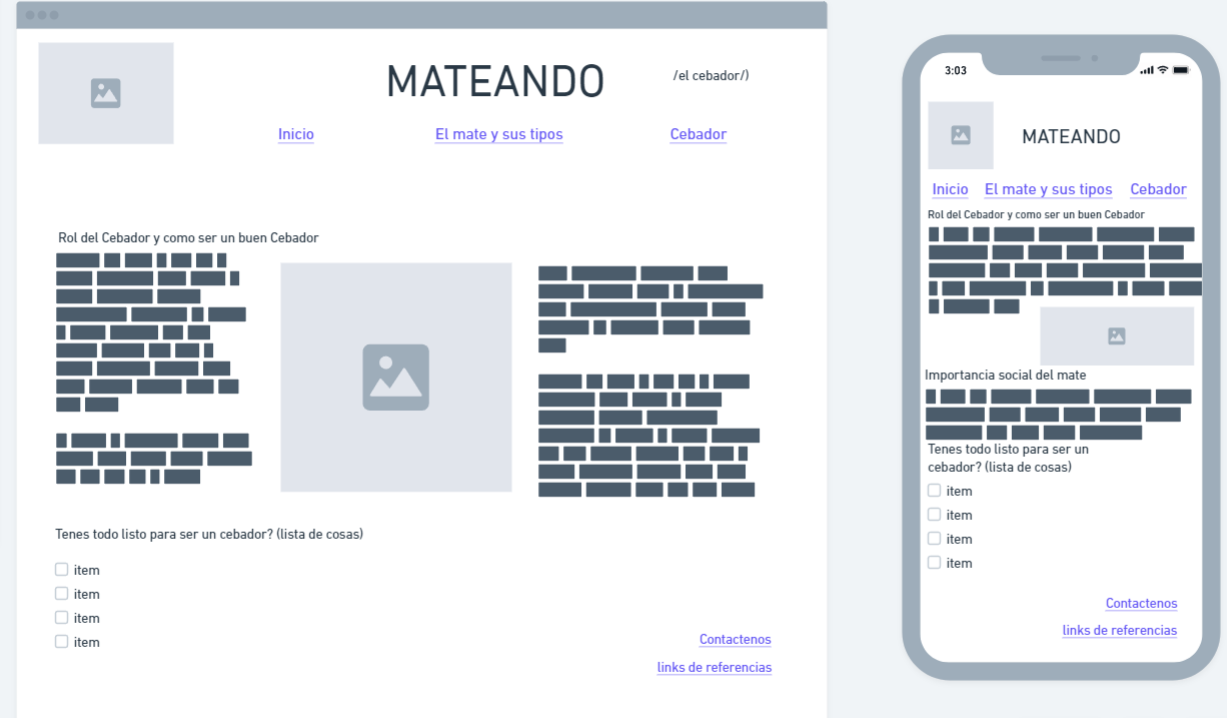 MATEANDO
/el cebador/)
Inicio
El mate y sus tipos
Cebador
Rol del Cebador y como ser un buen Cebador
Tenes todo listo para ser un cebador? (lista de cosas)
item
item
item
item
Contactenos
links de referencias
3:03
MATEANDO
Inicio
El mate y sus tipos
Cebador
Rol del Cebador y como ser un buen Cebador
Importancia social del mate
Tenes todo listo para ser un
cebador? (lista de cosas)
item
item
item
item
Contactenos
links de referencias